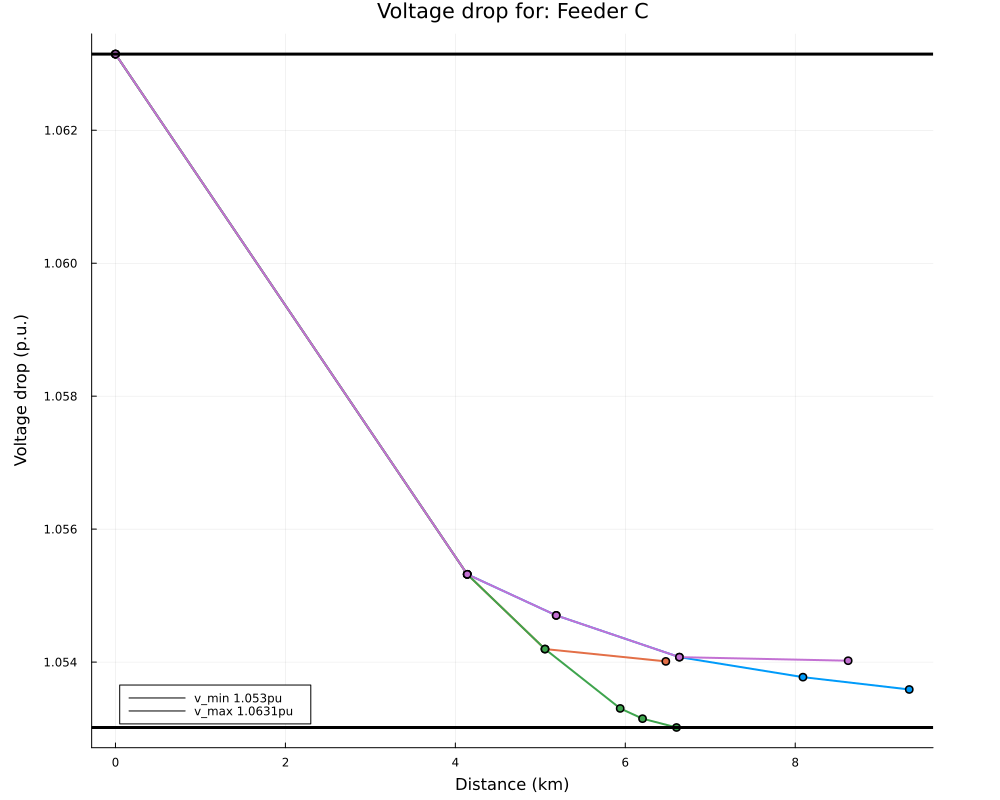 Voltage drop for: Feeder C
Voltage drop (p.u.)
1.062
1.060
1.058
1.056
1.054
v_min 1.053pu
v_max 1.0631pu
0 2 4 6 8
Distance (km)